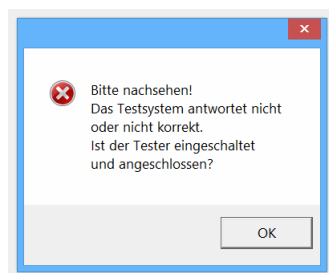 Bitte nachsehen!
Das Testsystem antwortet nicht
oder nicht korrekt.
Ist der Tester eingeschaltet
und angeschlossen?
OK